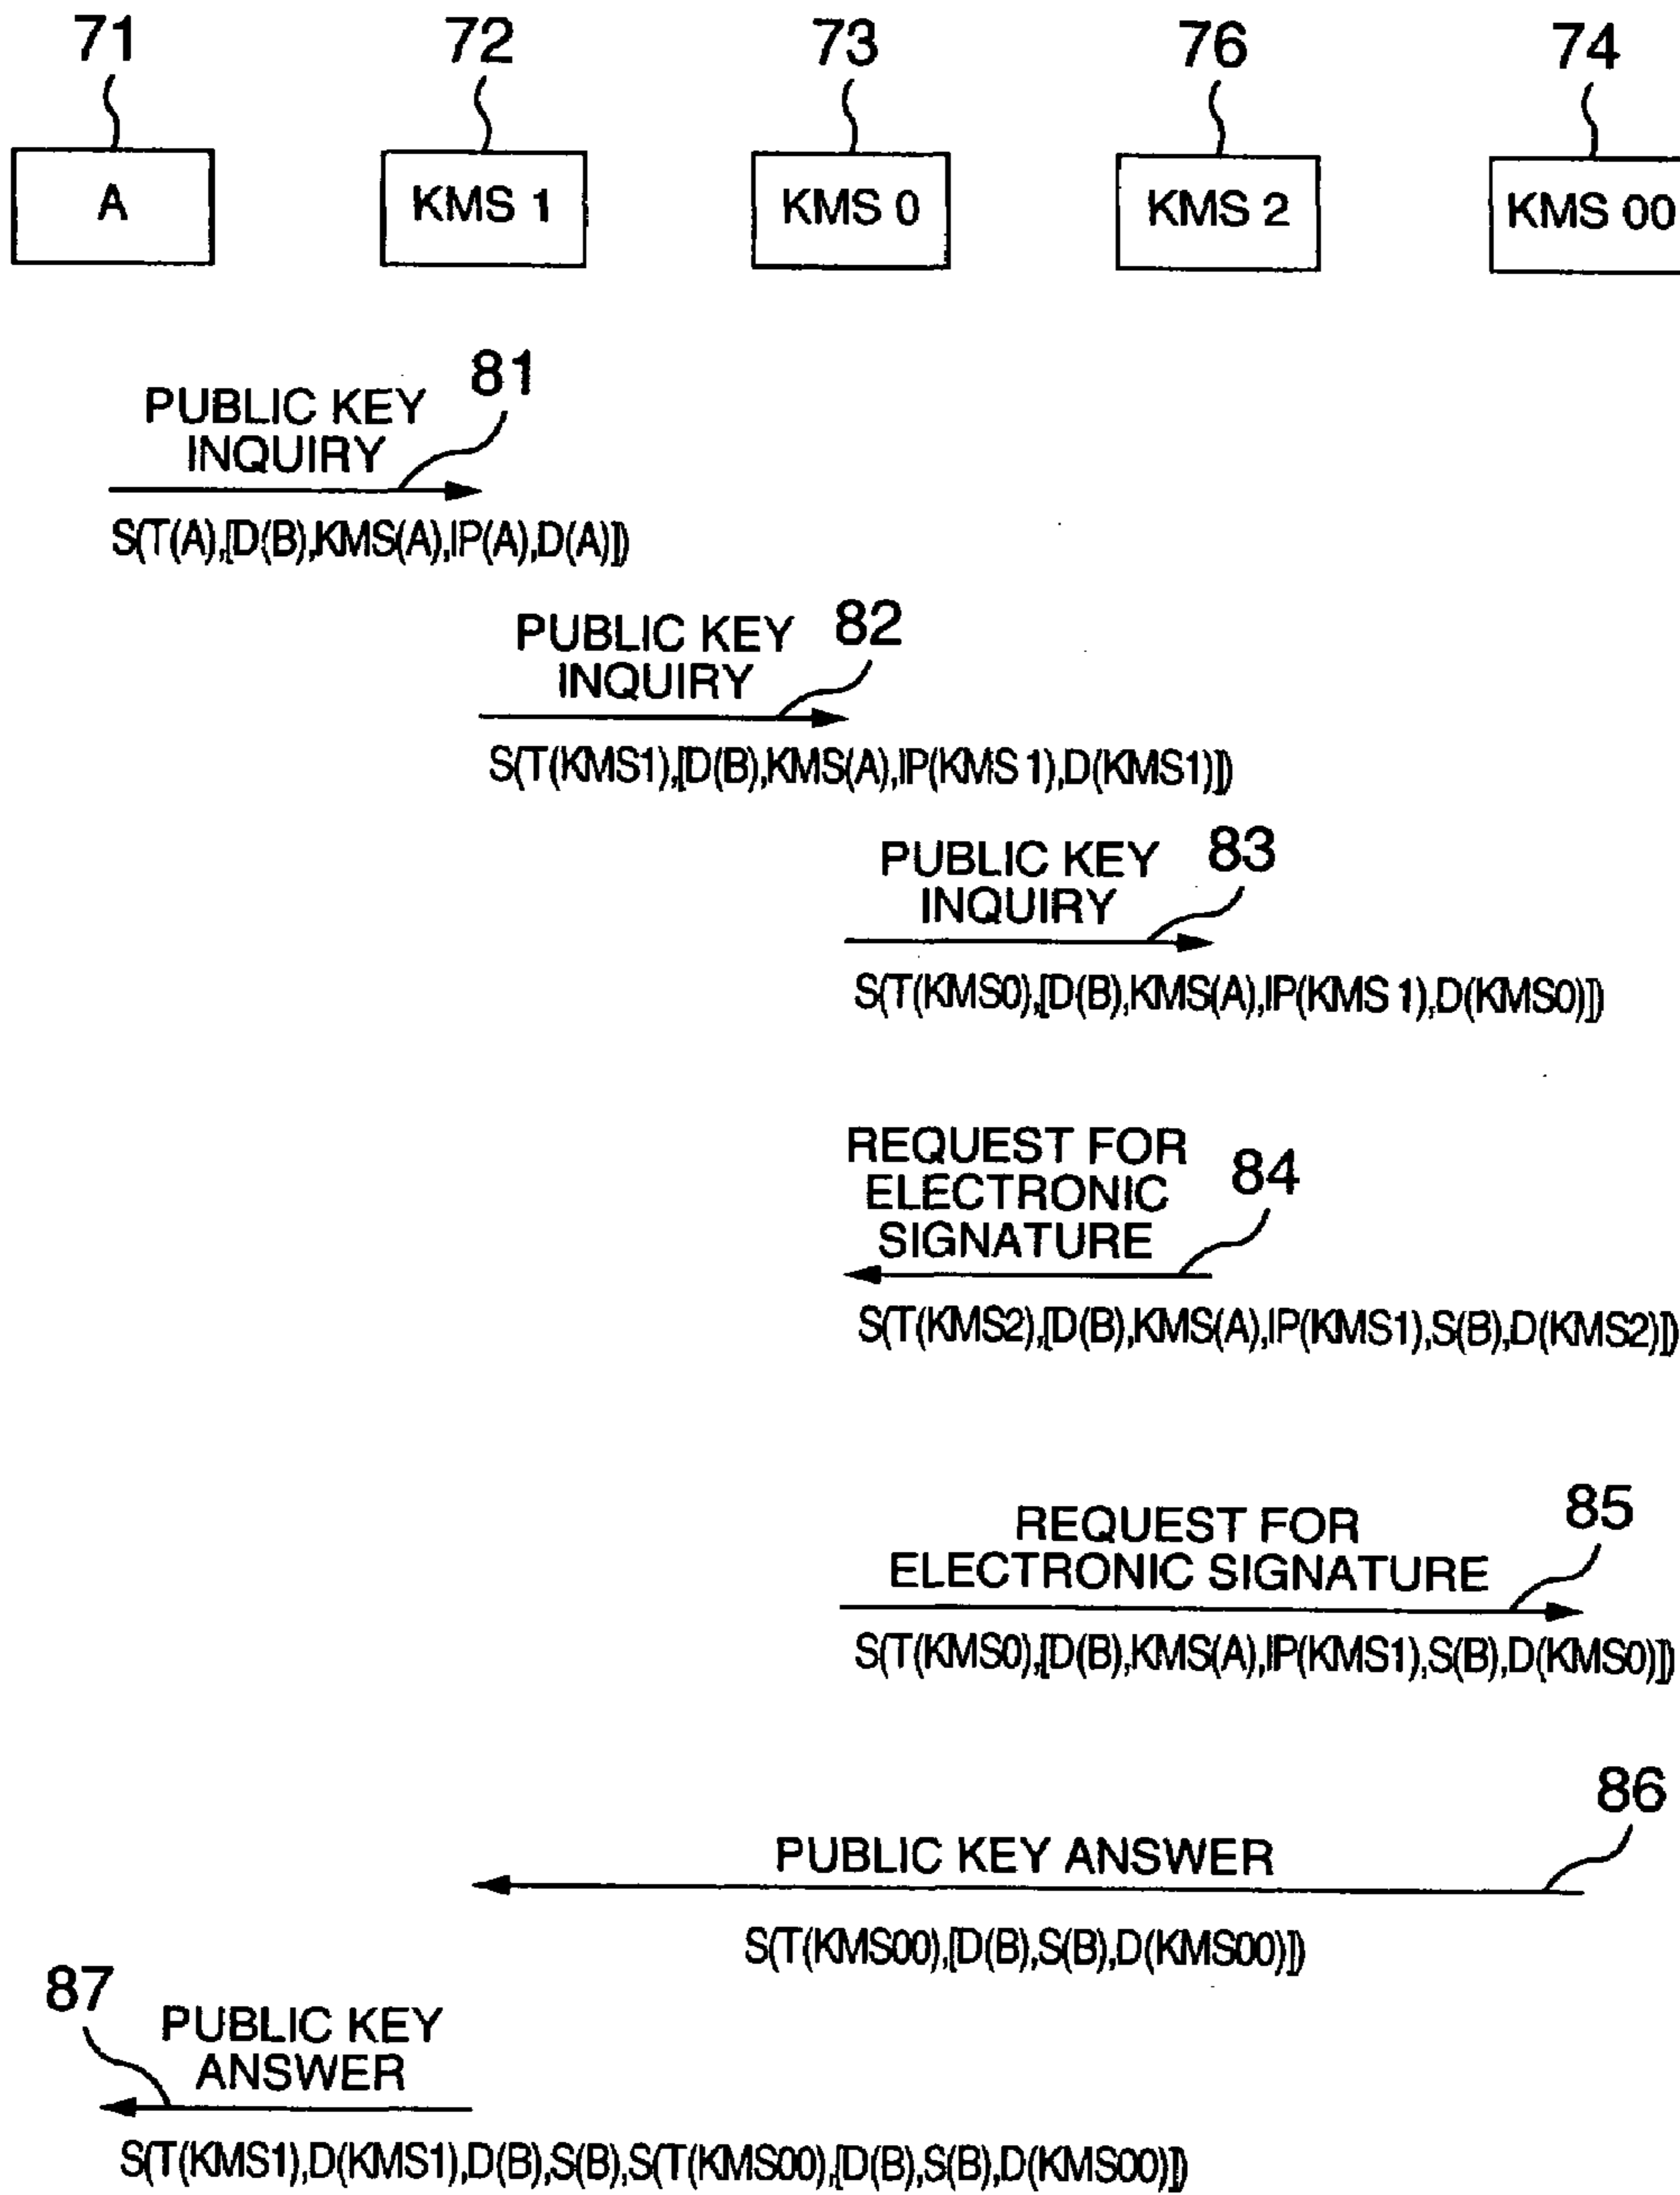 71 72 73 76 74
A KMS 1 KMS 0 KMS 2 KMS 00
PUBLIC KEY
INQUIRY
81
S(T(A),[D(B),KMS(A),IP(A),D(A)])
PUBLIC KEY
INQUIRY
82
S(T(KMS1),[D(B),KMS(A),IP(KMS 1),D(KMS1)])
PUBLIC KEY
INQUIRY
83
S(T(KMS0),[D(B),KMS(A),IP(KMS 1),D(KMS0)])
REQUEST FOR
ELECTRONIC
SIGNATURE
84
S(T(KMS2),[D(B),KMS(A),IP(KMS1),S(B),D(KMS2)])
REQUEST FOR
ELECTRONIC SIGNATURE
85
S(T(KMS0),[D(B),KMS(A),IP(KMS1),S(B),D(KMS0)])
86
PUBLIC KEY ANSWER
S(T(KMS00),[D(B),S(B),D(KMS00)])
87
PUBLIC KEY
ANSWER
S(T(KMS1),D(KMS1),D(B),S(B),S(T(KMS00),[D(B),S(B),D(KMS00)])